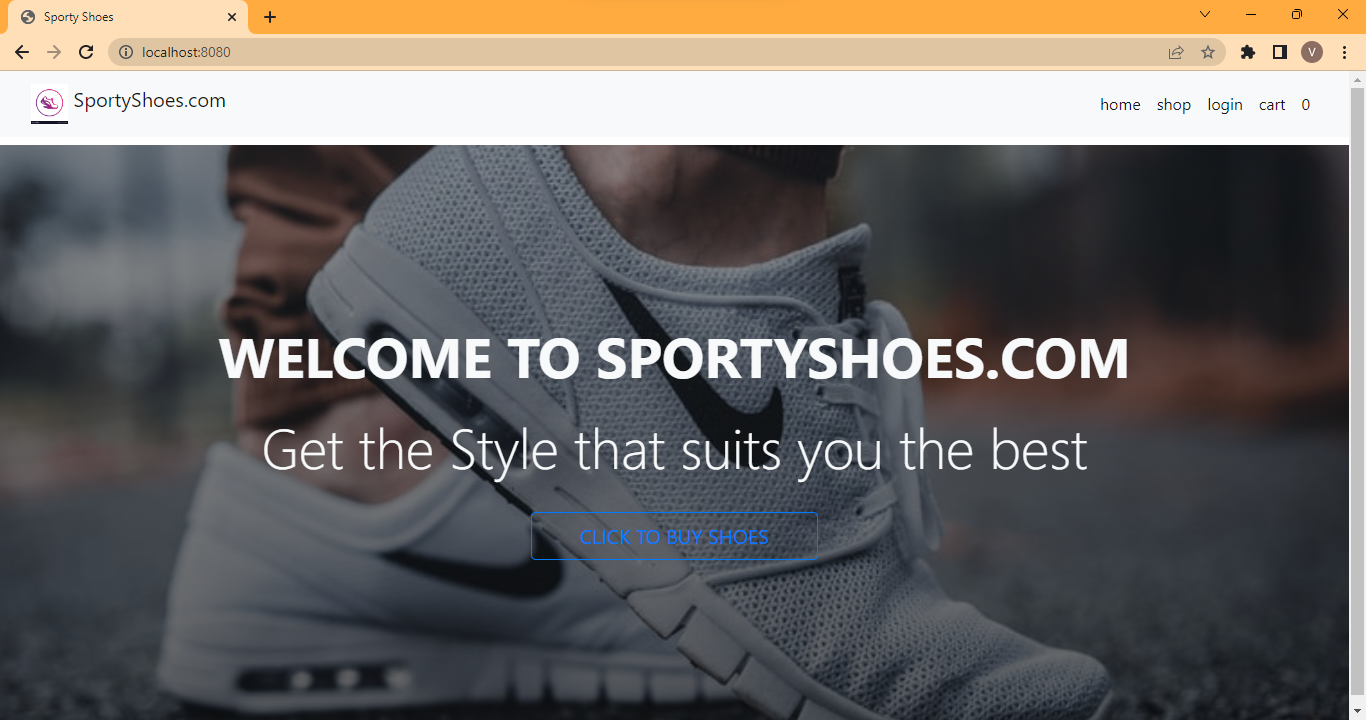 Sporty Shoes
localhost:8080
V
SportyShoes.com
home shop login cart 0
WELCOME TO SPORTYSHOES.COM
Get the Style that suits you the best
CLICK TO BUY SHOES